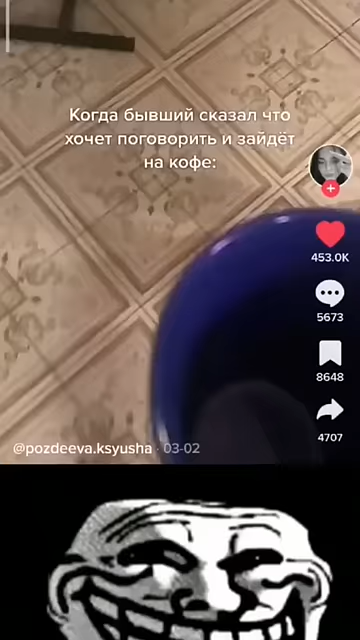 Когда бывший сказал что
хочет поговорить и зайдёт
на кофе:
453.0K
5673
8648
4707
@pozdeeva.ksyusha · 03-02